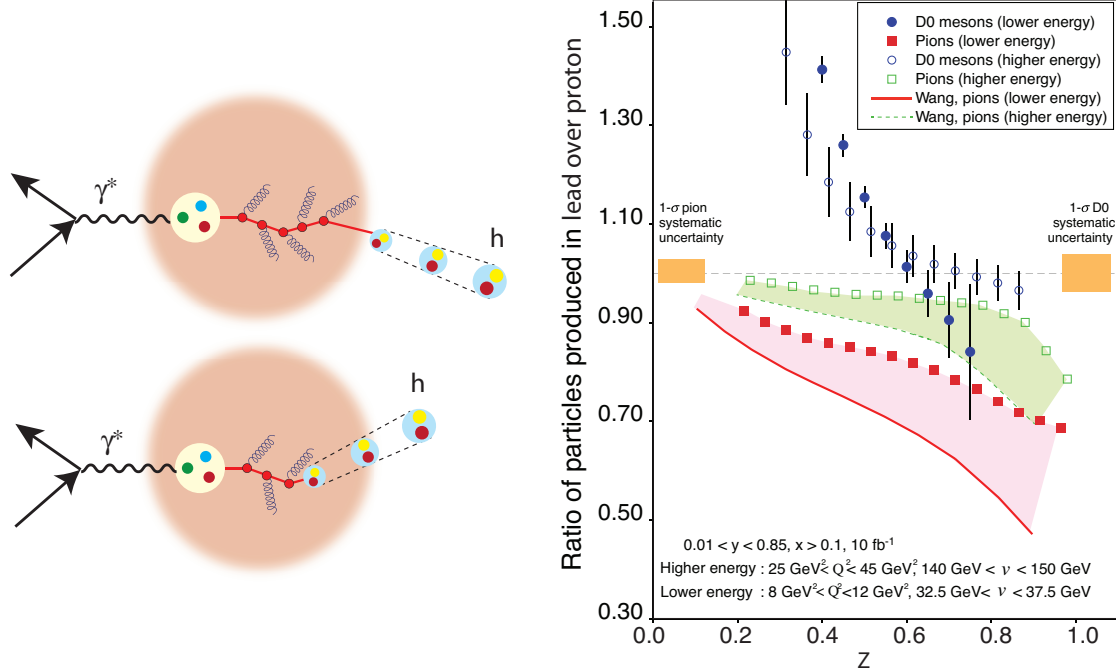 γ*
h
γ*
h
Ratio of particles produced in lead over proton
1.50
1.30
1.10
0.90
0.70
0.50
0.30
D0 mesons (lower energy)
Pions (lower energy)
D0 mesons (higher energy)
Pions (higher energy)
Wang, pions (lower energy)
Wang, pions (higher energy)
1-σ pion
systematic
uncertainty
1-σ D0
systematic
uncertainty
0.01 < y < 0.85, x > 0.1, 10 fb⁻¹
Higher energy : 25 GeV²< Q²< 45 GeV², 140 GeV < ν < 150 GeV
Lower energy : 8 GeV²< Q²<12 GeV², 32.5 GeV< ν < 37.5 GeV
0.0 0.2 0.4 0.6 0.8 1.0
Z